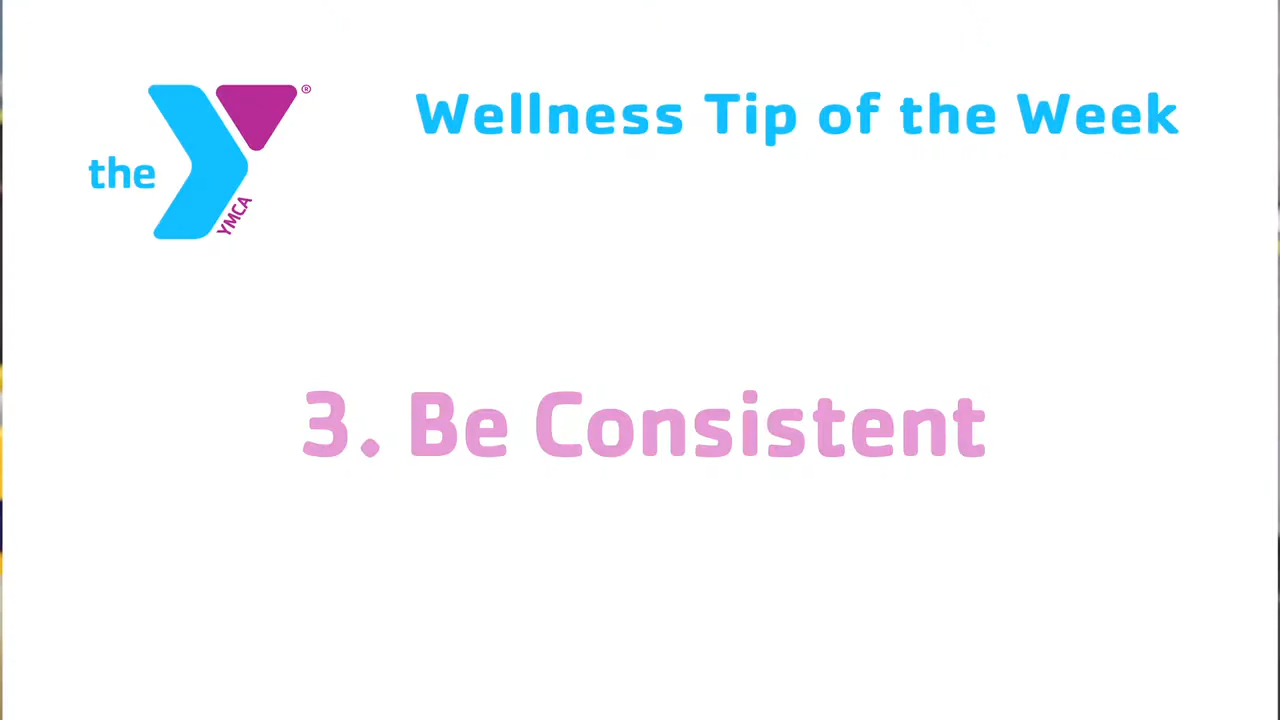 Wellness Tip of the Week
the
YMCA
®
3. Be Consistent